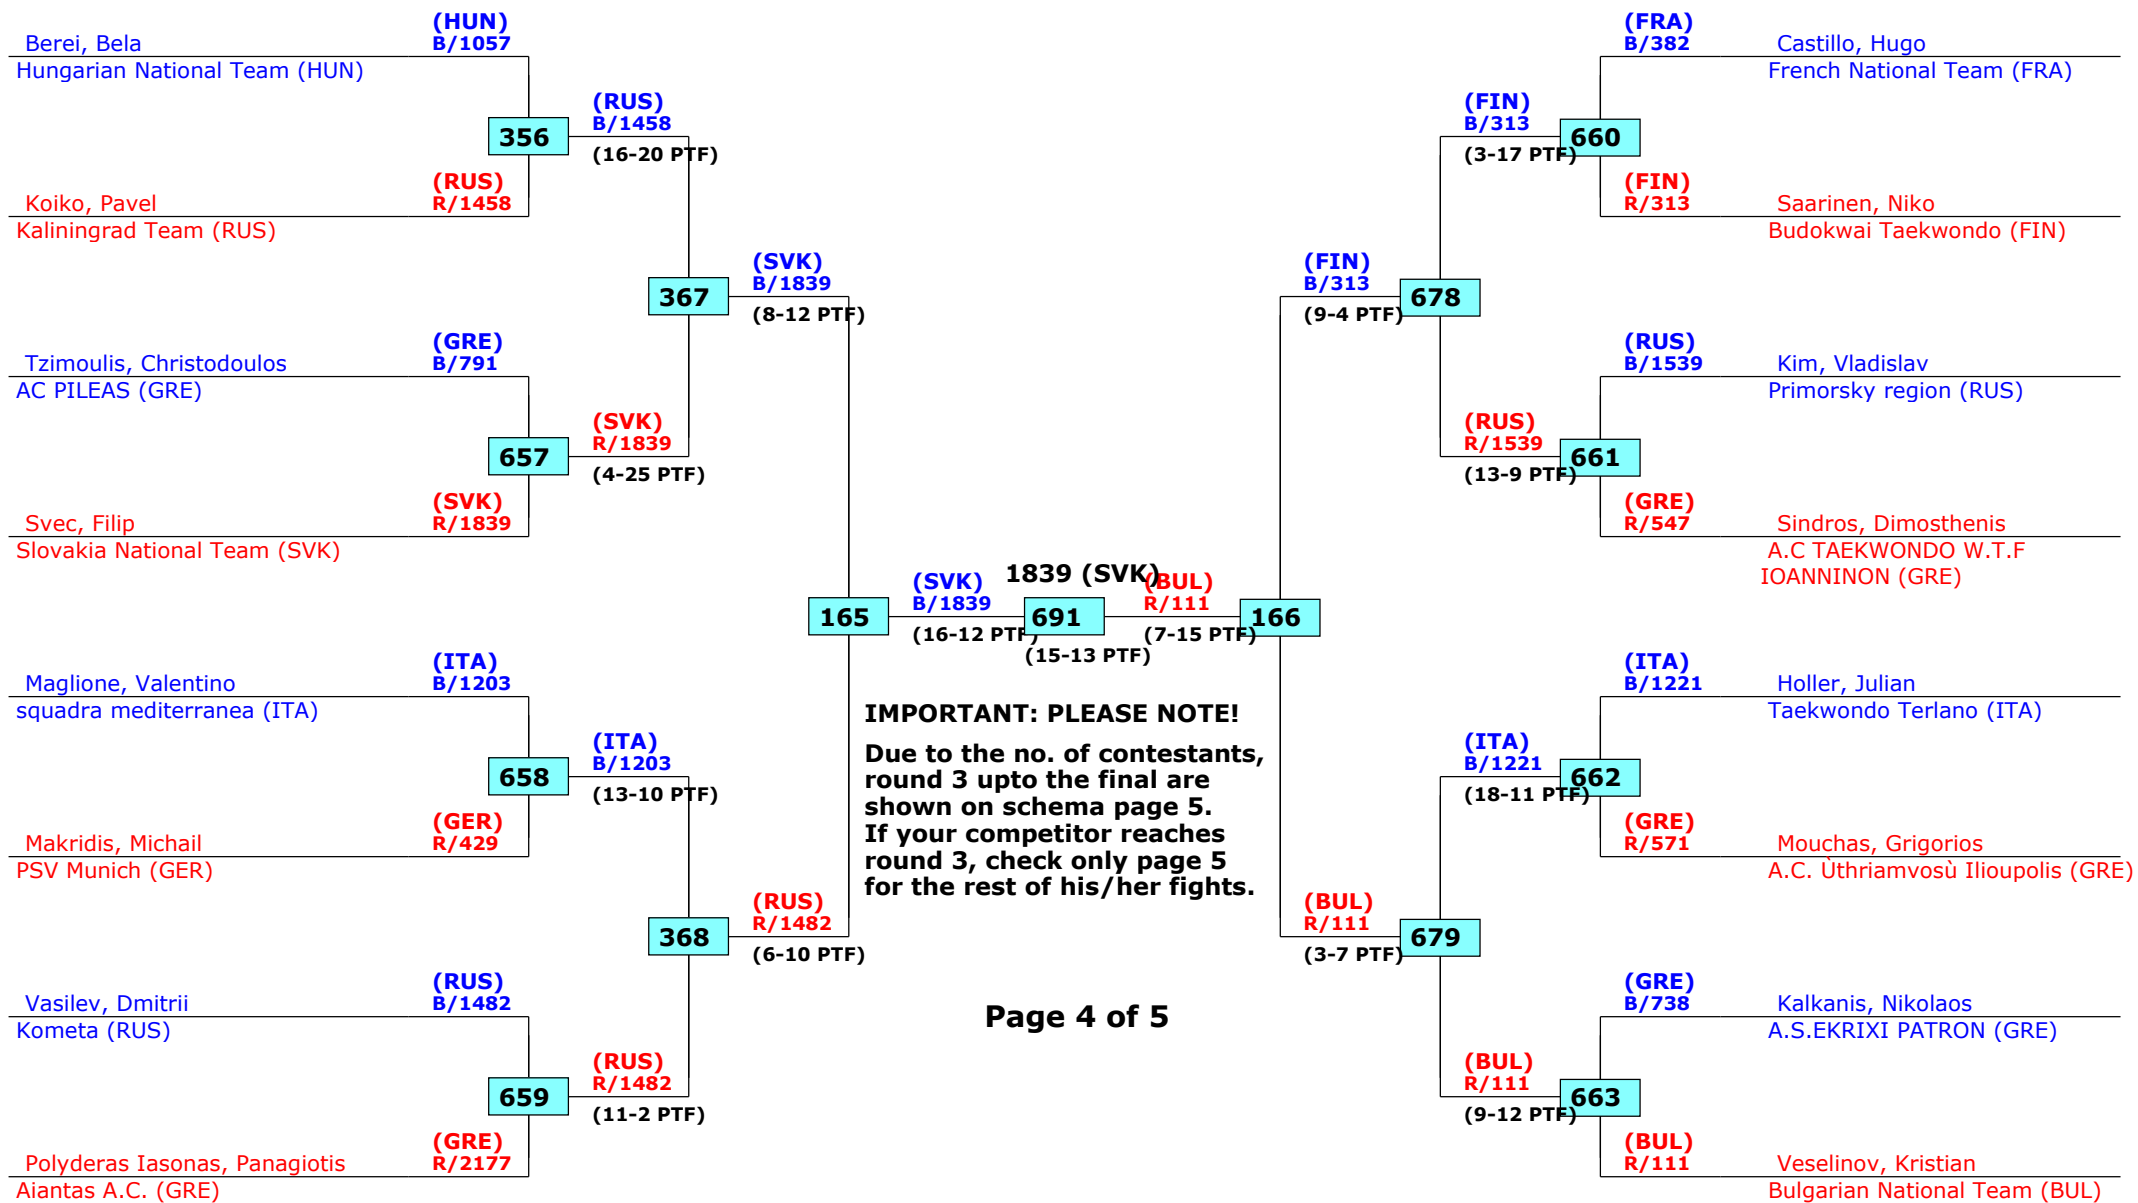 (HUN)
B/1057
Berei, Bela
Hungarian National Team (HUN)
356
(RUS)
B/1458
(16-20 PTF)
(RUS)
R/1458
Koiko, Pavel
Kaliningrad Team (RUS)
367
(SVK)
B/1839
(8-12 PTF)
(GRE)
B/791
Tzimoulis, Christodoulos
AC PILEAS (GRE)
657
(SVK)
R/1839
(4-25 PTF)
(SVK)
R/1839
Svec, Filip
Slovakia National Team (SVK)
165
(SVK)
B/1839
(16-12 PTF)
1839 (SVK)
691
(15-13 PTF)
(BUL)
R/111
(7-15 PTF)
166
(ITA)
B/1203
Maglione, Valentino
squadra mediterranea (ITA)
658
(ITA)
B/1203
(13-10 PTF)
(GER)
R/429
Makridis, Michail
PSV Munich (GER)
368
(RUS)
R/1482
(6-10 PTF)
(RUS)
B/1482
Vasilev, Dmitrii
Kometa (RUS)
659
(RUS)
R/1482
(11-2 PTF)
(GRE)
R/2177
Polyderas Iasonas, Panagiotis
Aiantas A.C. (GRE)
IMPORTANT: PLEASE NOTE!
Due to the no. of contestants,
round 3 upto the final are
shown on schema page 5.
If your competitor reaches
round 3, check only page 5
for the rest of his/her fights.
Page 4 of 5
(FRA)
B/382
Castillo, Hugo
French National Team (FRA)
(FIN)
B/313
(3-17 PTF)
660
(FIN)
R/313
Saarinen, Niko
Budokwai Taekwondo (FIN)
(FIN)
B/313
(9-4 PTF)
678
(RUS)
B/1539
Kim, Vladislav
Primorsky region (RUS)
(RUS)
R/1539
(13-9 PTF)
661
(GRE)
R/547
Sindros, Dimosthenis
A.C TAEKWONDO W.T.F
IOANNINON (GRE)
(ITA)
B/1221
Holler, Julian
Taekwondo Terlano (ITA)
(ITA)
B/1221
(18-11 PTF)
662
(GRE)
R/571
Mouchas, Grigorios
A.C. Ùthriamvosù Ilioupolis (GRE)
(BUL)
R/111
(3-7 PTF)
679
(GRE)
B/738
Kalkanis, Nikolaos
A.S.EKRIXI PATRON (GRE)
(BUL)
R/111
(9-12 PTF)
663
(BUL)
R/111
Veselinov, Kristian
Bulgarian National Team (BUL)